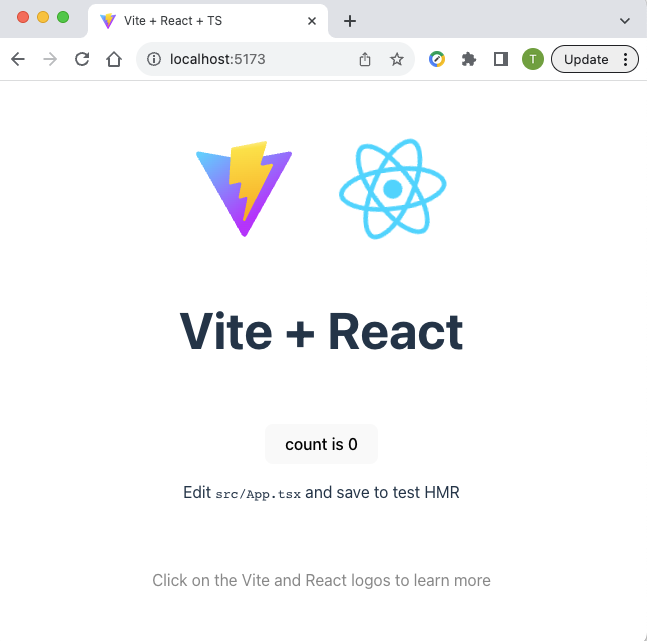 Vite + React + TS
localhost:5173
T
Update
Vite + React
count is 0
Edit src/App.tsx and save to test HMR
Click on the Vite and React logos to learn more